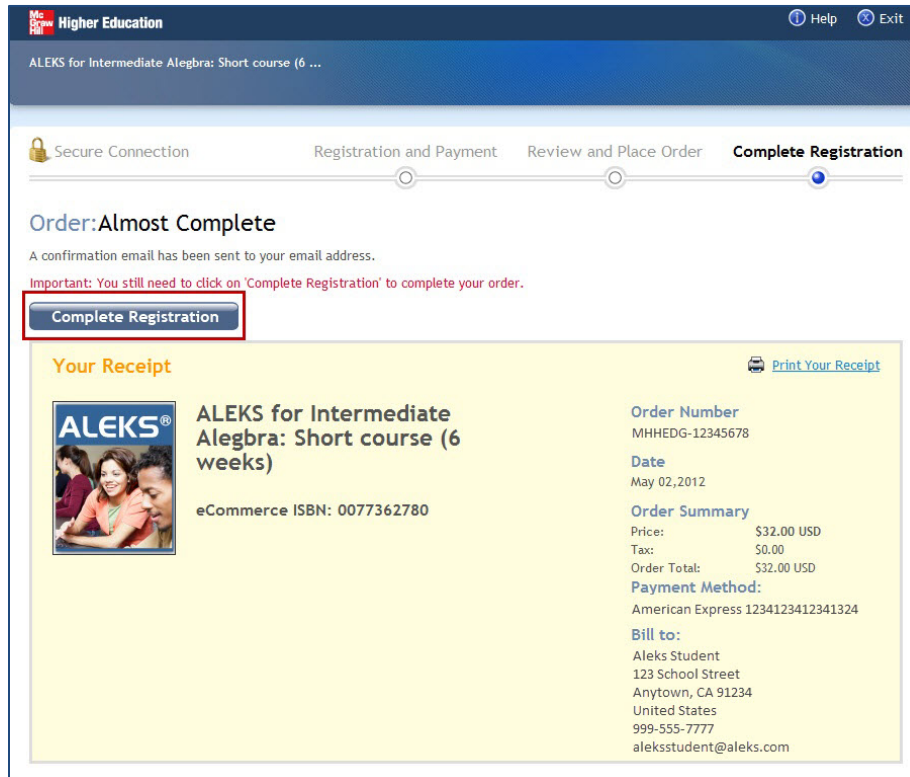 Mc Graw Hill Higher Education
Help Exit
ALEKS for Intermediate Alegbra: Short course (6 ...
Secure Connection Registration and Payment Review and Place Order Complete Registration
Order:Almost Complete
A confirmation email has been sent to your email address.
Important: You still need to click on 'Complete Registration' to complete your order.
Complete Registration
Your Receipt
Print Your Receipt
ALEKS®
ALEKS for Intermediate
Alegbra: Short course (6
weeks)
eCommerce ISBN: 0077362780
Order Number
MHHEDG-12345678
Date
May 02,2012
Order Summary
Price: $32.00 USD
Tax: $0.00
Order Total: $32.00 USD
Payment Method:
American Express 1234123412341324
Bill to:
Aleks Student
123 School Street
Anytown, CA 91234
United States
999-555-7777
aleksstudent@aleks.com